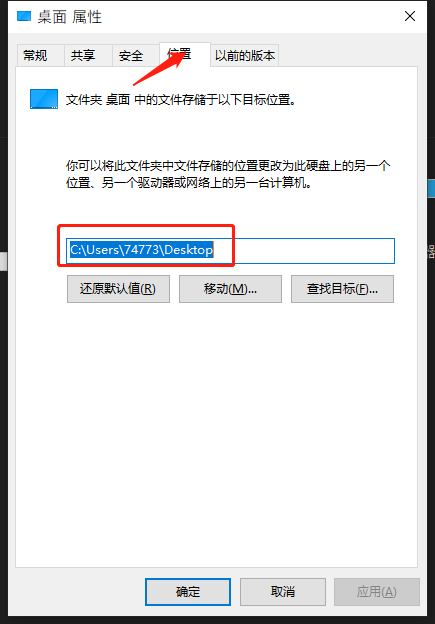 桌面 属性
常规 共享 安全 位置 以前的版本
文件夹 桌面 中的文件存储于以下目标位置。
你可以将此文件夹中文件存储的位置更改为此硬盘上的另一个
位置、另一个驱动器或网络上的另一台计算机。
C:\Users\74773\Desktop
还原默认值(R) 移动(M)... 查找目标(F)...
确定 取消 应用(A)